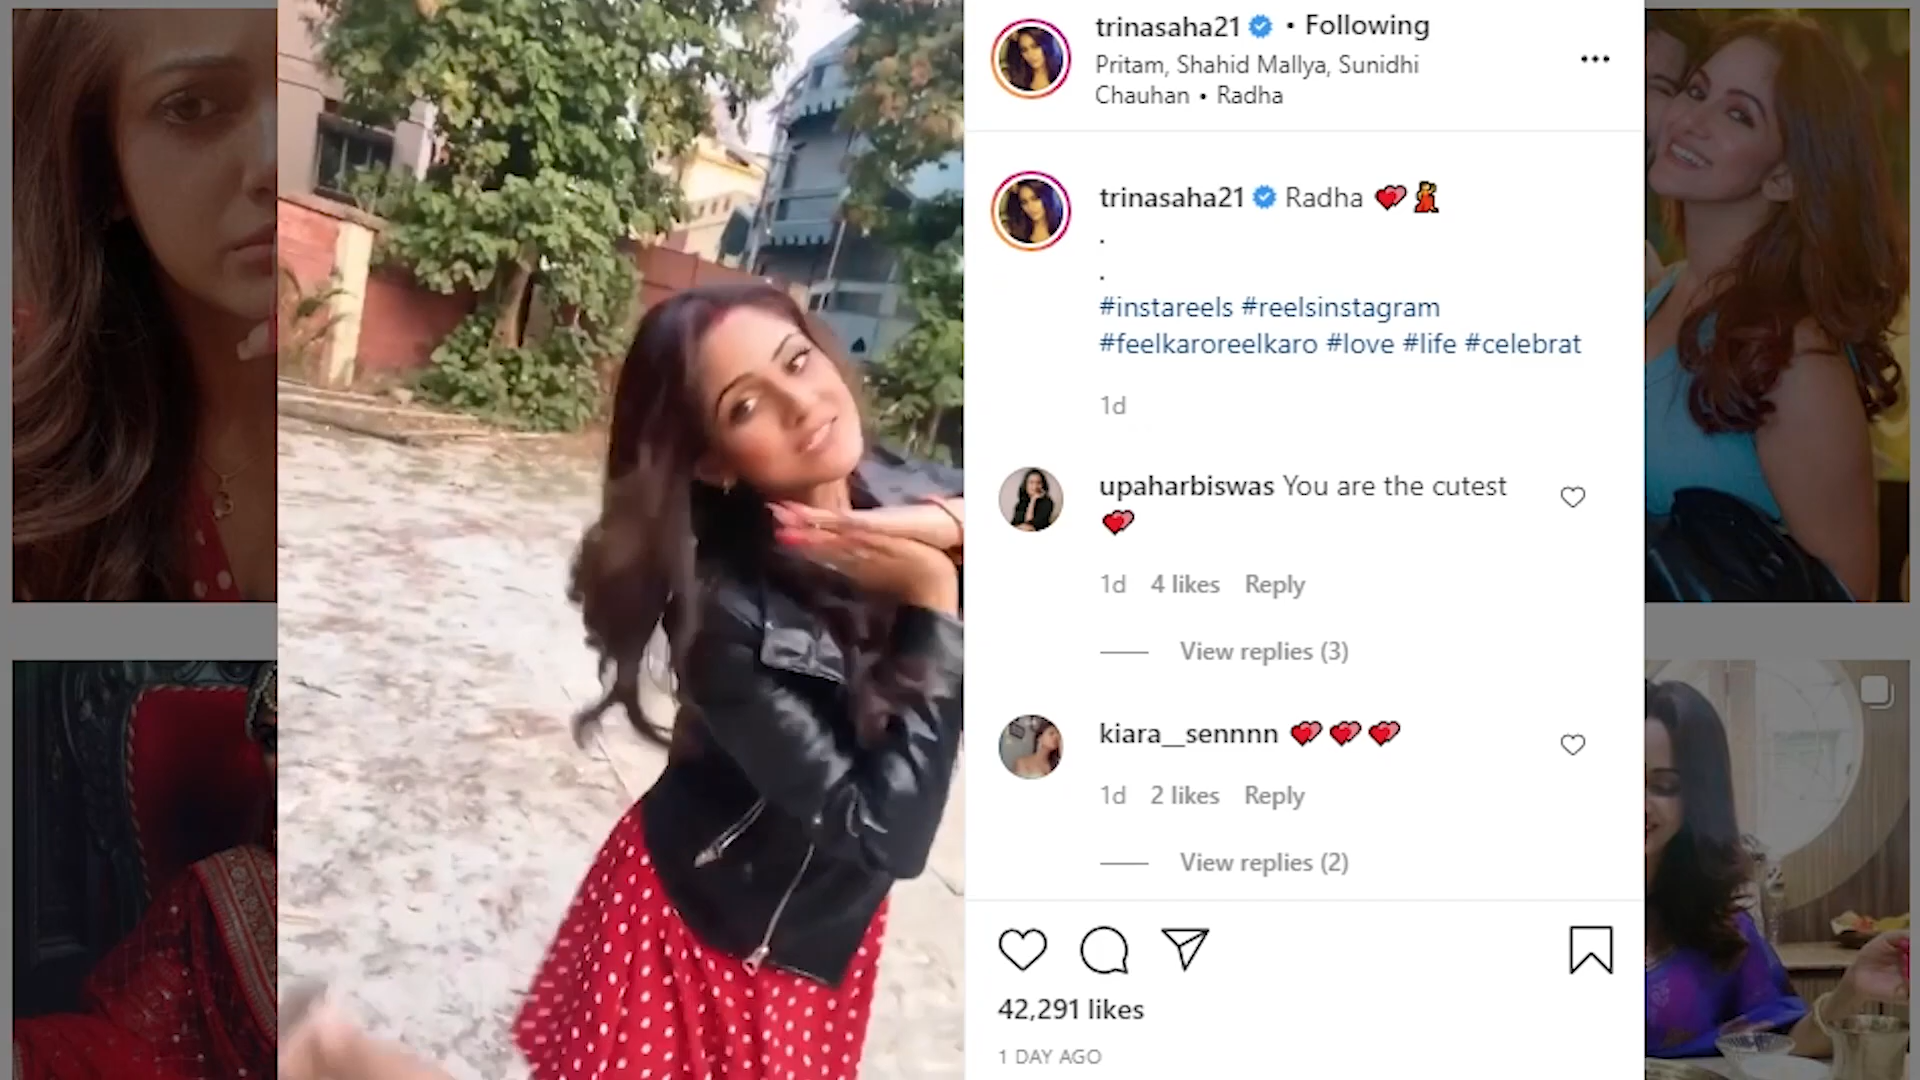 trinasaha21 • Following
Pritam, Shahid Mallya, Sunidhi
Chauhan • Radha
trinasaha21 Radha 💕💃
.
.
#instareels #reelsinstagram
#feelkaroreelkaro #love #life #celebrat
1d
upaharbiswas You are the cutest
💕
1d 4 likes Reply
View replies (3)
kiara__sennnn 💕💕💕
1d 2 likes Reply
View replies (2)
42,291 likes
1 DAY AGO